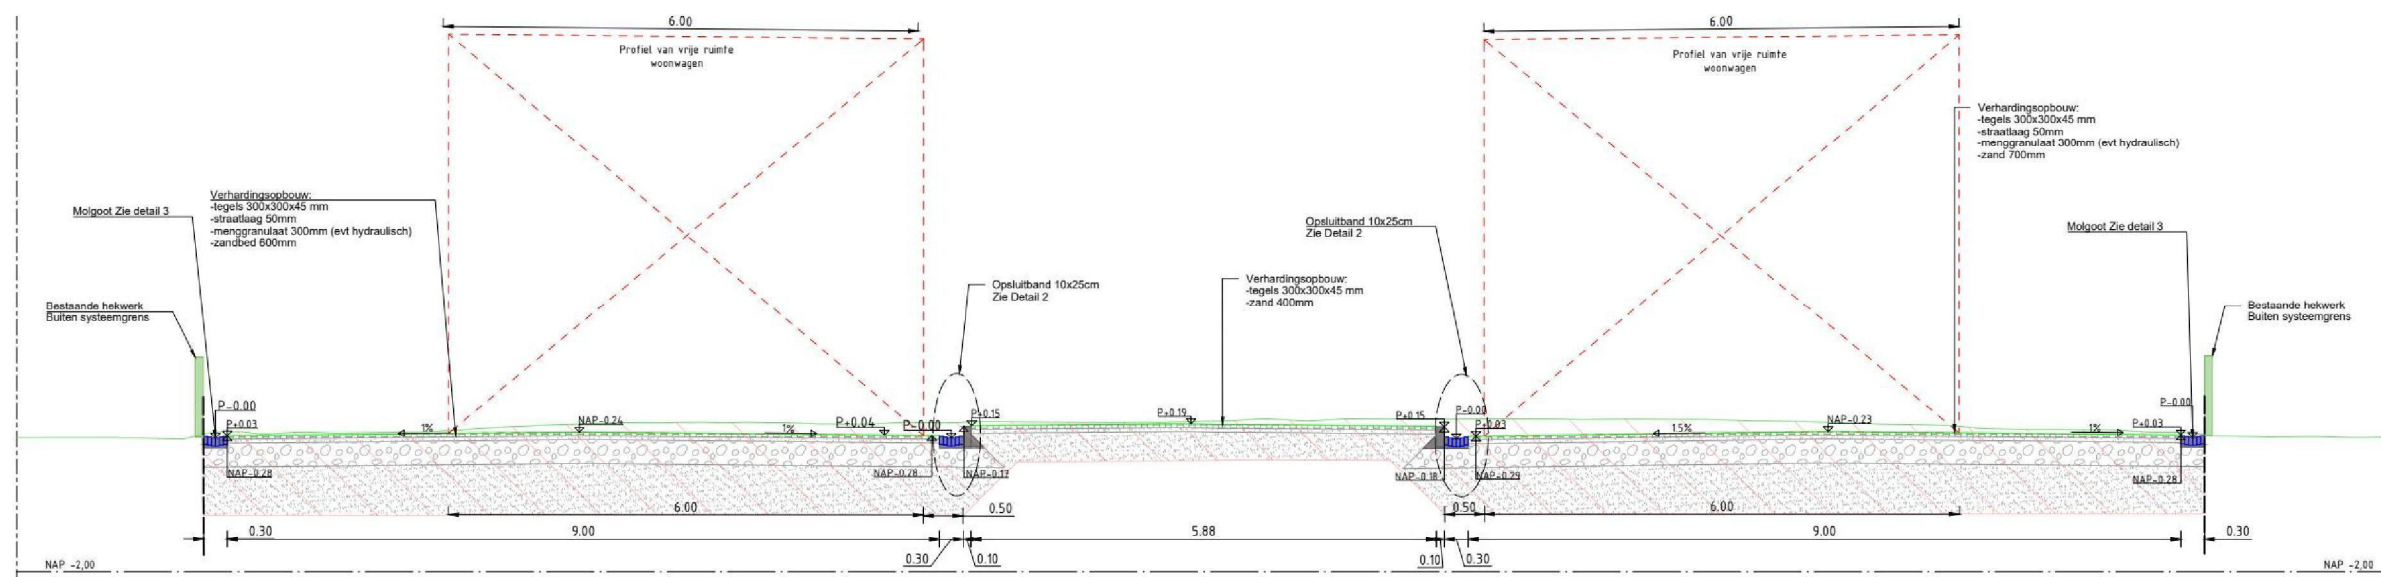 6.00
6.00
Profiel van vrije ruimte
woonwagen
Profiel van vrije ruimte
woonwagen
Verhardingsopbouw:
-tegels 300x300x45 mm
-straatlaag 50mm
-menggranulaat 300mm (evt hydraulisch)
-zand 700mm
Verhardingsopbouw:
-tegels 300x300x45 mm
-straatlaag 50mm
-menggranulaat 300mm (evt hydraulisch)
-zandbed 600mm
Molgoot Zie detail 3
Opsluitband 10x25cm
Zie Detail 2
Molgoot Zie detail 3
Opsluitband 10x25cm
Zie Detail 2
Verhardingsopbouw:
-tegels 300x300x45 mm
-zand 400mm
Bestaande hekwerk
Buiten systeemgrens
Bestaande hekwerk
Buiten systeemgrens
P-0.00
P+0.03
1%
NAP-0.24
1%
P+0.04
P-0.00
P+0.15
P+0.19
P+0.15
P-0.00
P+0.03
15%
NAP-0.23
1%
P+0.03
P-0.00
NAP-0.28
NAP-0.28
NAP-0.17
NAP-0.18
NAP-0.29
NAP-0.28
6.00
0.50
0.50
6.00
0.30
9.00
5.88
9.00
0.30
0.30
0.10
0.10
0.30
NAP -2,00
NAP -2,00